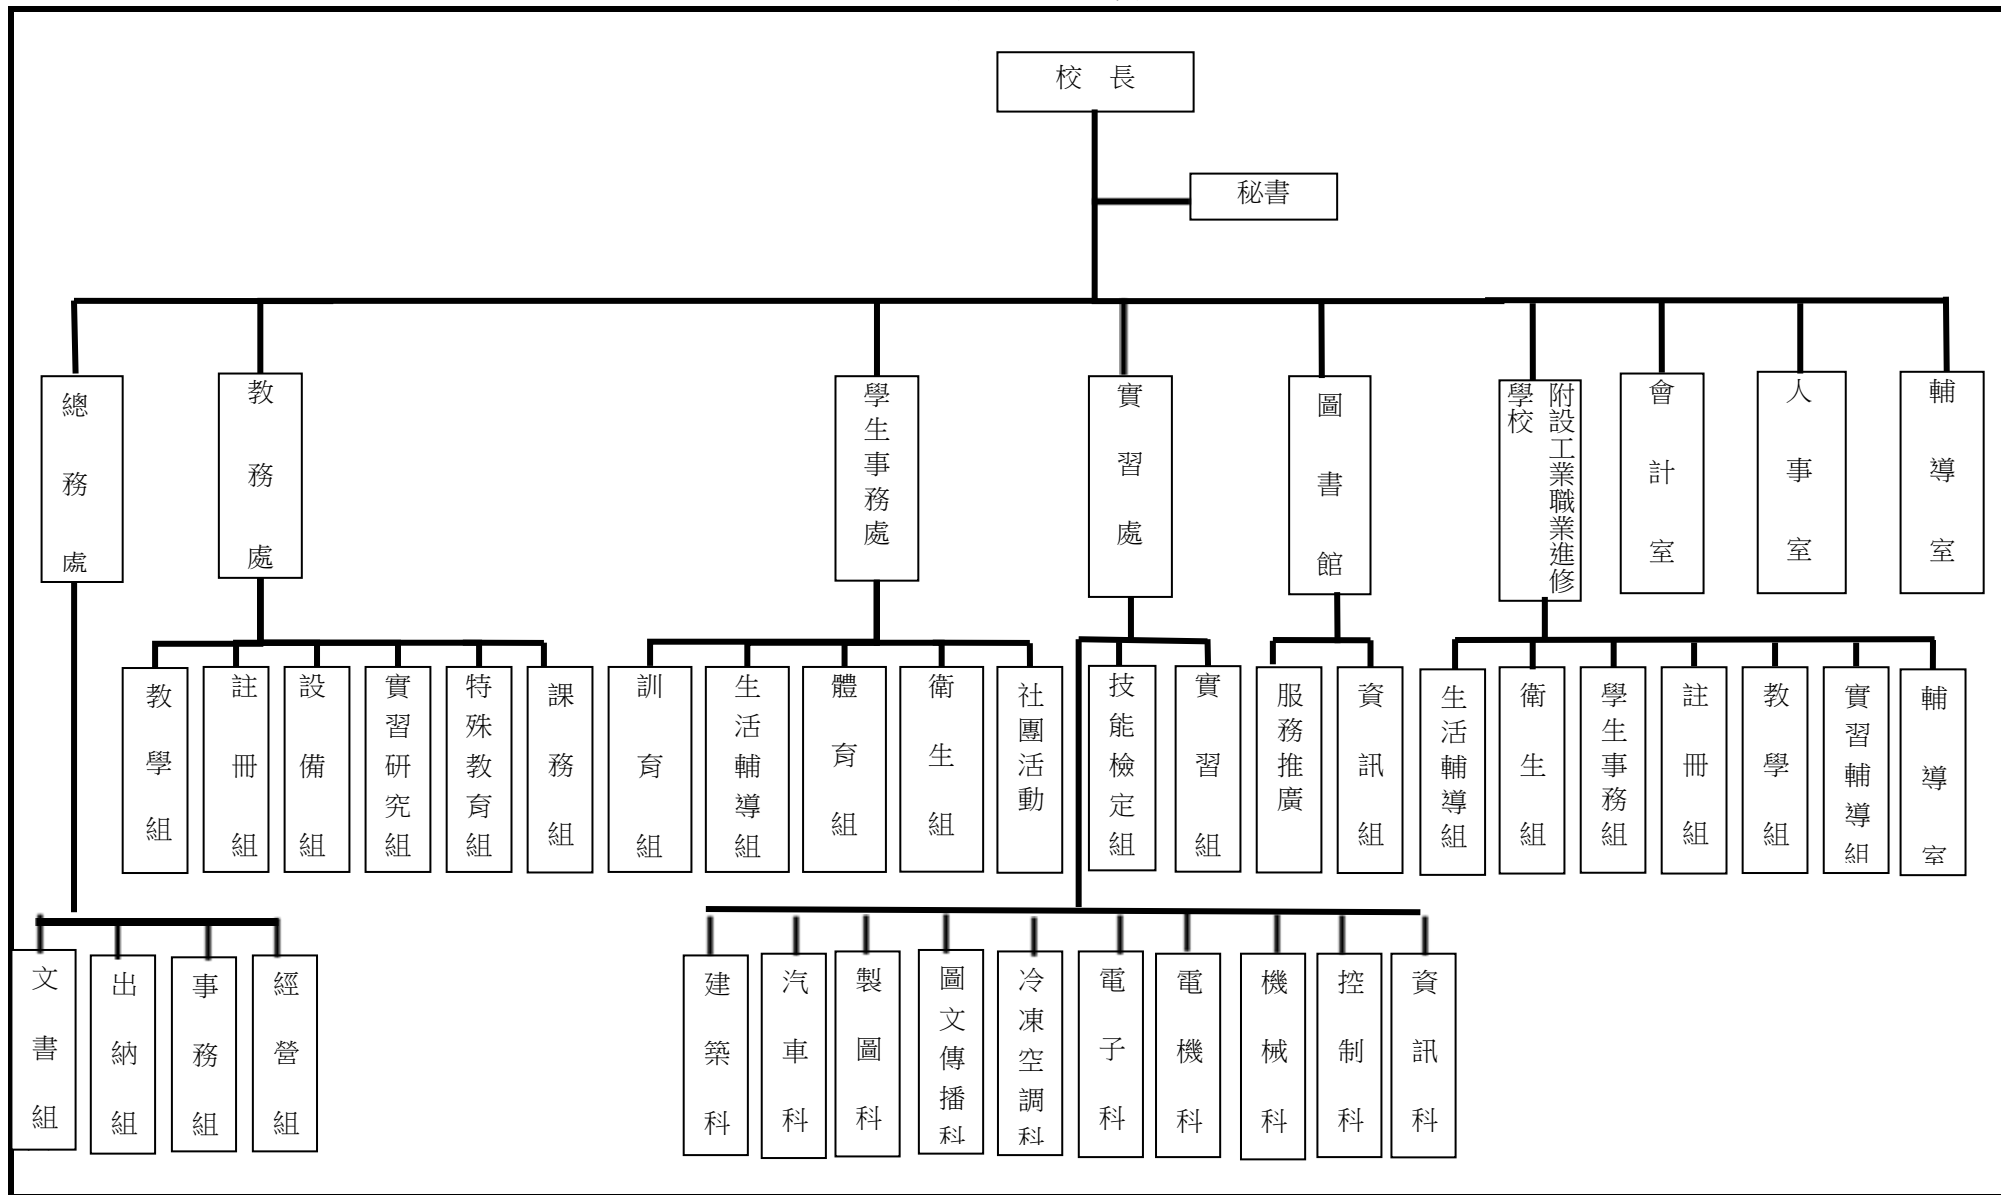 校長
秘書
總務處
教務處
學生事務處
實習處
圖書館
附設工業職業進修
學校
會計室
人事室
輔導室
教學組
註冊組
設備組
實習研究組
特殊教育組
課務組
訓育組
生活輔導組
體育組
衛生組
社團活動
技能檢定組
實習組
服務推廣
資訊組
生活輔導組
衛生組
學生事務組
註冊組
教學組
實習輔導組
輔導室
文書組
出納組
事務組
經營組
建築科
汽車科
製圖科
圖文傳播科
冷凍空調科
電子科
電機科
機械科
控制科
資訊科